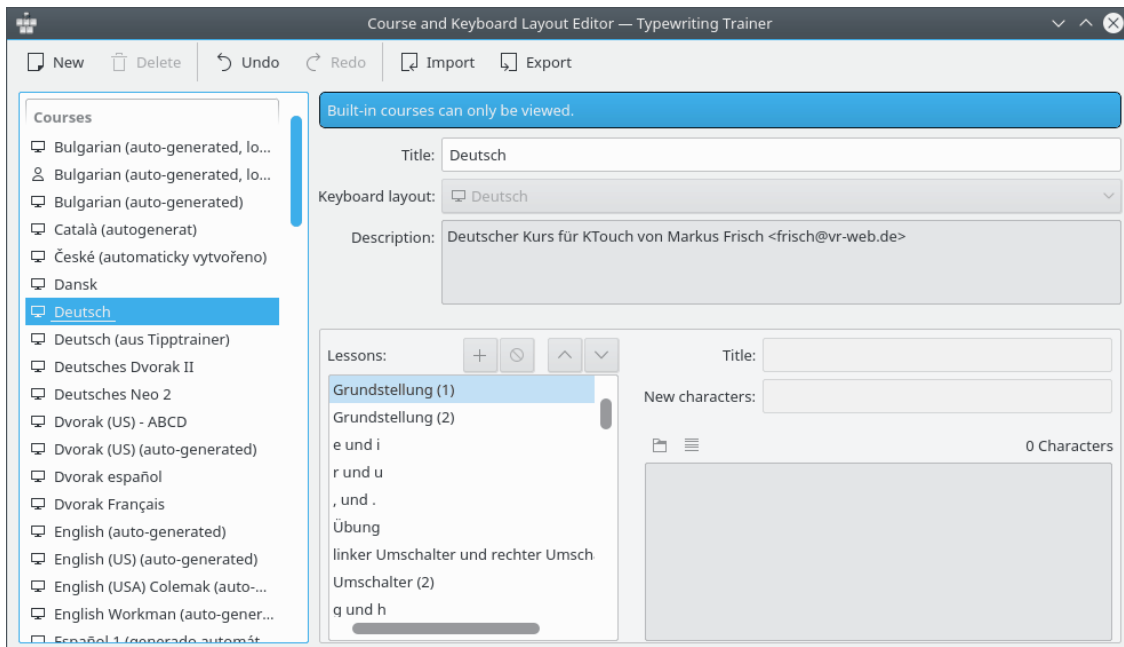 Course and Keyboard Layout Editor — Typewriting Trainer
New Delete Undo Redo Import Export
Courses
Bulgarian (auto-generated, lo...
Bulgarian (auto-generated, lo...
Bulgarian (auto-generated)
Català (autogenerat)
České (automaticky vytvořeno)
Dansk
Deutsch
Deutsch (aus Tipptrainer)
Deutsches Dvorak II
Deutsches Neo 2
Dvorak (US) - ABCD
Dvorak (US) (auto-generated)
Dvorak español
Dvorak Français
English (auto-generated)
English (US) (auto-generated)
English (USA) Colemak (auto-...
English Workman (auto-gener...
Español 1 (generado automát
Built-in courses can only be viewed.
Title: Deutsch
Keyboard layout: Deutsch
Description: Deutscher Kurs für KTouch von Markus Frisch <frisch@vr-web.de>
Lessons:
Grundstellung (1)
Grundstellung (2)
e und i
r und u
, und .
Übung
linker Umschalter und rechter Umsch
Umschalter (2)
g und h
Title:
New characters:
0 Characters